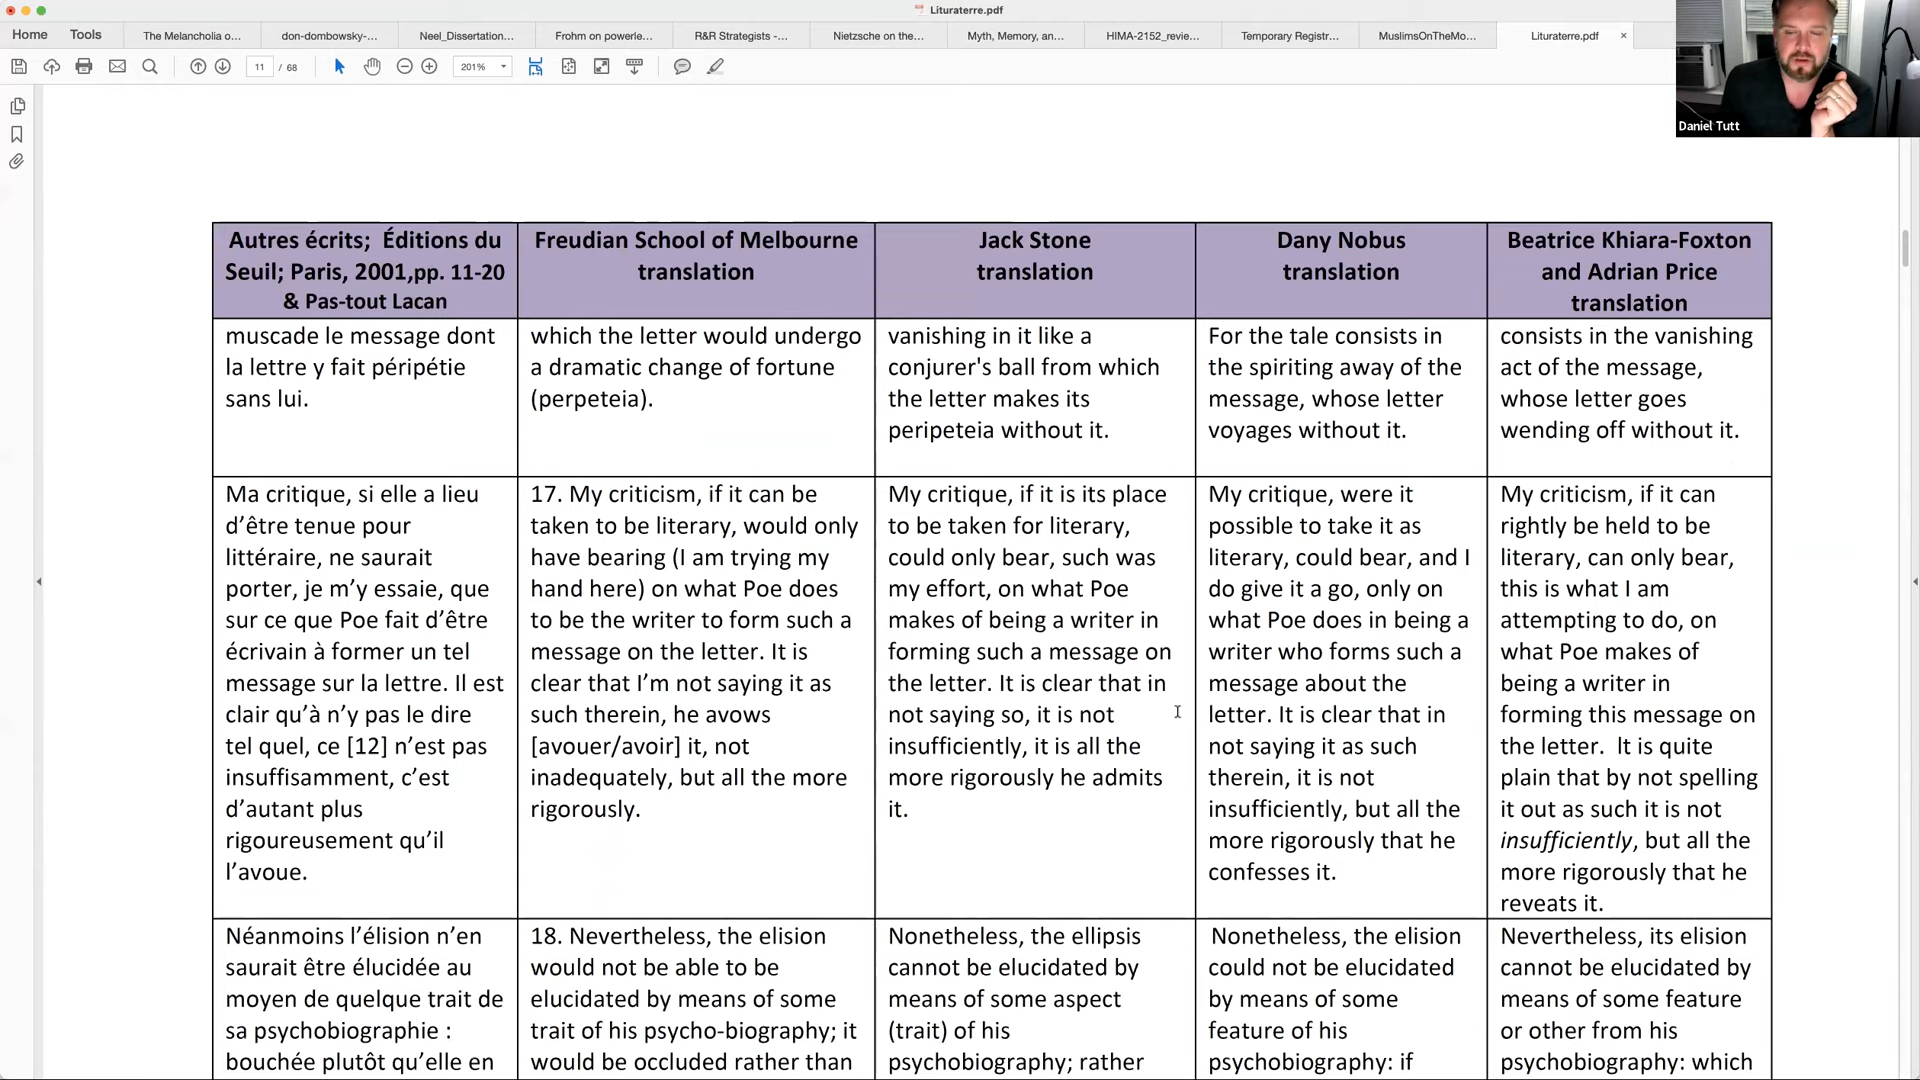 Lituraterre.pdf
Home
Tools
The Melancholia o...
don-dombowsky-...
Neel_Dissertation...
Frohm on powerle...
R&R Strategists -...
Nietzsche on the...
Myth, Memory, an...
HIMA-2152_revie...
Temporary Registr...
MuslimsOnTheMo...
Lituraterre.pdf
11 / 68
201%
Daniel Tutt
Autres écrits; Éditions du
Seuil; Paris, 2001,pp. 11-20
& Pas-tout Lacan
Freudian School of Melbourne
translation
Jack Stone
translation
Dany Nobus
translation
Beatrice Khiara-Foxton
and Adrian Price
translation
muscade le message dont
la lettre y fait péripétie
sans lui.
which the letter would undergo
a dramatic change of fortune
(perpeteia).
vanishing in it like a
conjurer's ball from which
the letter makes its
peripeteia without it.
For the tale consists in
the spiriting away of the
message, whose letter
voyages without it.
consists in the vanishing
act of the message,
whose letter goes
wending off without it.
Ma critique, si elle a lieu
d’être tenue pour
littéraire, ne saurait
porter, je m’y essaie, que
sur ce que Poe fait d’être
écrivain à former un tel
message sur la lettre. Il est
clair qu’à n’y pas le dire
tel quel, ce [12] n’est pas
insuffisamment, c’est
d’autant plus
rigoureusement qu’il
l’avoue.
17. My criticism, if it can be
taken to be literary, would only
have bearing (I am trying my
hand here) on what Poe does
to be the writer to form such a
message on the letter. It is
clear that I’m not saying it as
such therein, he avows
[avouer/avoir] it, not
inadequately, but all the more
rigorously.
My critique, if it is its place
to be taken for literary,
could only bear, such was
my effort, on what Poe
makes of being a writer in
forming such a message on
the letter. It is clear that in
not saying so, it is not
insufficiently, it is all the
more rigorously he admits
it.
My critique, were it
possible to take it as
literary, could bear, and I
do give it a go, only on
what Poe does in being a
writer who forms such a
message about the
letter. It is clear that in
not saying it as such
therein, it is not
insufficiently, but all the
more rigorously that he
confesses it.
My criticism, if it can
rightly be held to be
literary, can only bear,
this is what I am
attempting to do, on
what Poe makes of
being a writer in
forming this message on
the letter. It is quite
plain that by not spelling
it out as such it is not
insufficiently, but all the
more rigorously that he
reveals it.
Néanmoins l’élision n’en
saurait être élucidée au
moyen de quelque trait de
sa psychobiographie :
bouchée plutôt qu’elle en
18. Nevertheless, the elision
would not be able to be
elucidated by means of some
trait of his psycho-biography; it
would be occluded rather than
Nonetheless, the ellipsis
cannot be elucidated by
means of some aspect
(trait) of his
psychobiography; rather
Nonetheless, the elision
could not be elucidated
by means of some
feature of his
psychobiography: if
Nevertheless, its elision
cannot be elucidated by
means of some feature
or other from his
psychobiography: which